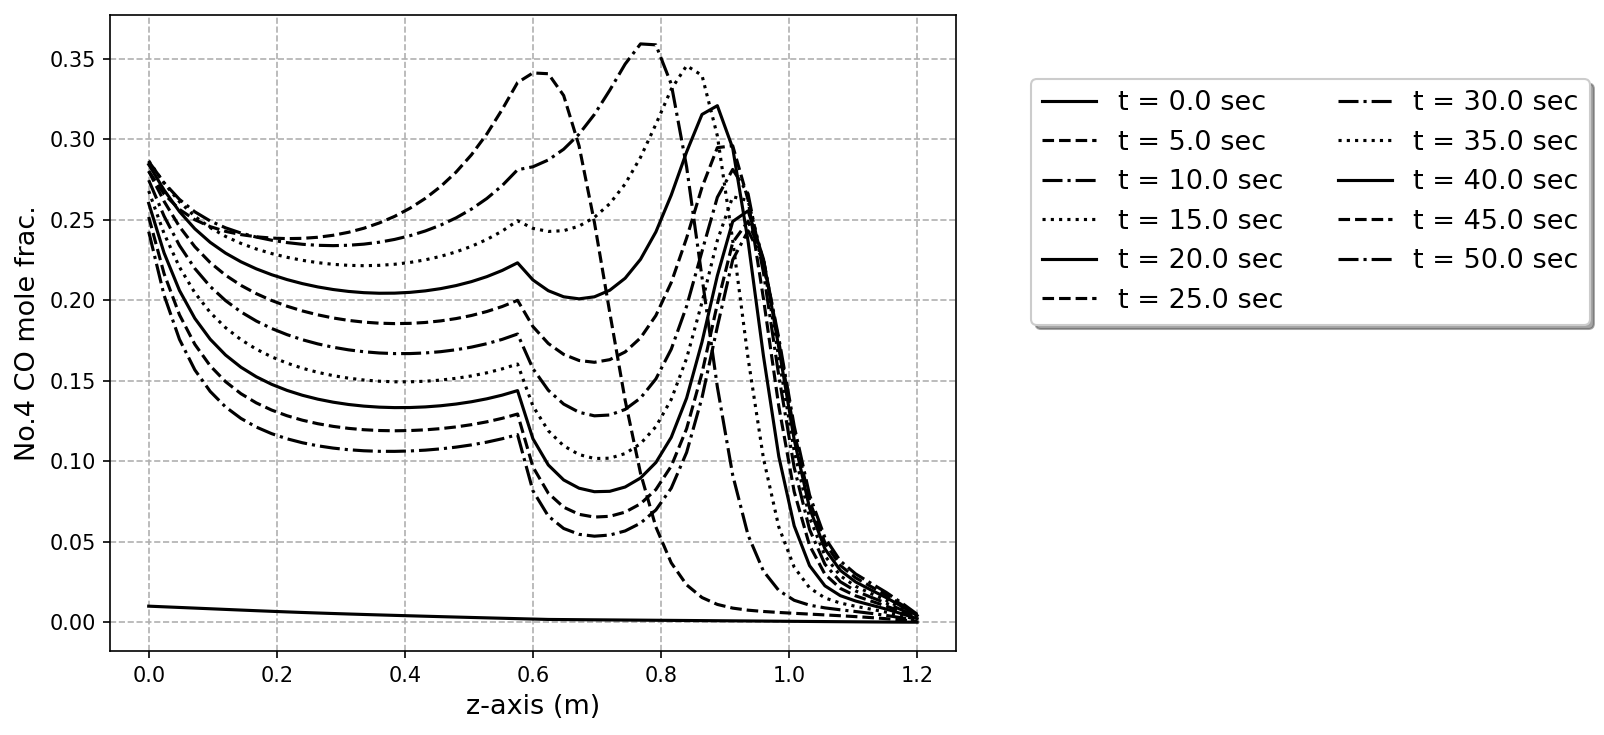 0.35
0.30
0.25
0.20
0.15
0.10
0.05
0.00
No.4 CO mole frac.
0.0 0.2 0.4 0.6 0.8 1.0 1.2
z-axis (m)
t = 0.0 sec
t = 5.0 sec
t = 10.0 sec
t = 15.0 sec
t = 20.0 sec
t = 25.0 sec
t = 30.0 sec
t = 35.0 sec
t = 40.0 sec
t = 45.0 sec
t = 50.0 sec